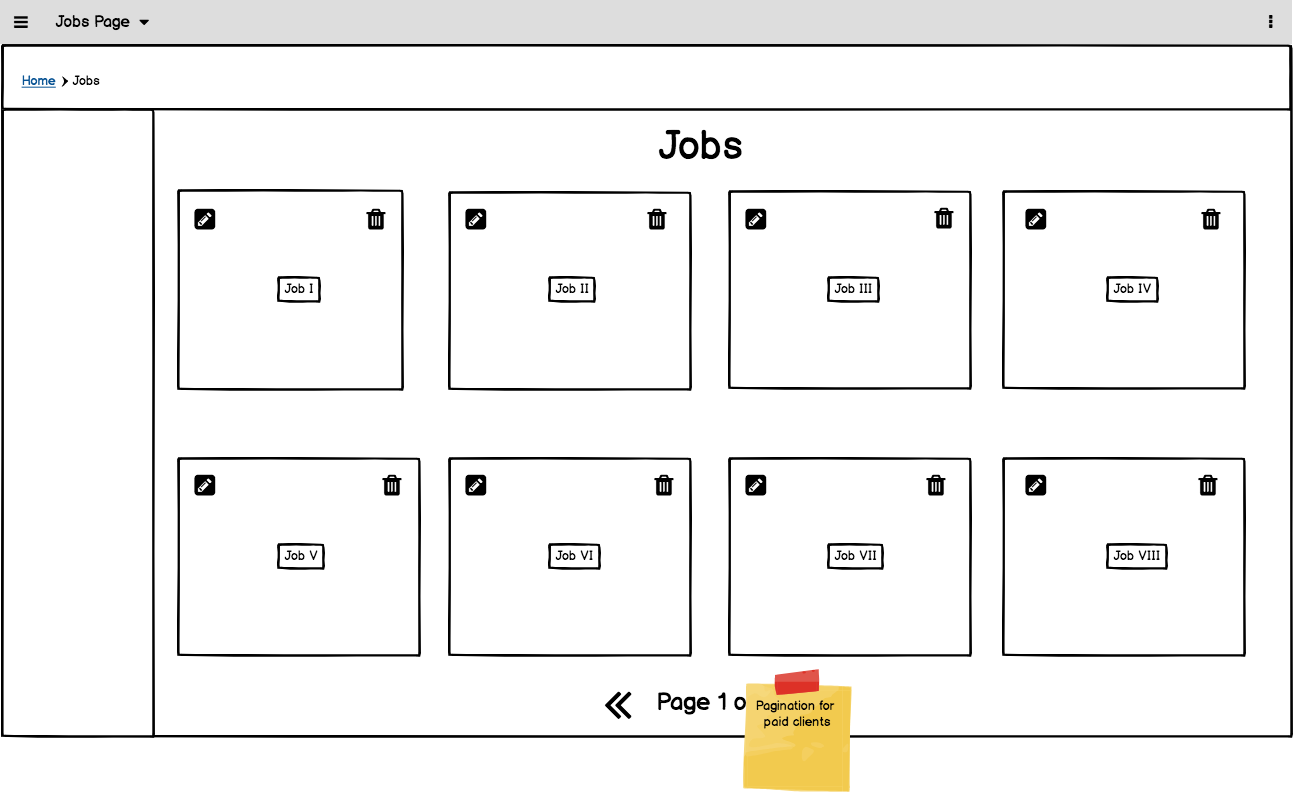 Jobs Page
Home > Jobs
Jobs
Job I
Job II
Job III
Job IV
Job V
Job VI
Job VII
Job VIII
Page 1 o
Pagination for
paid clients